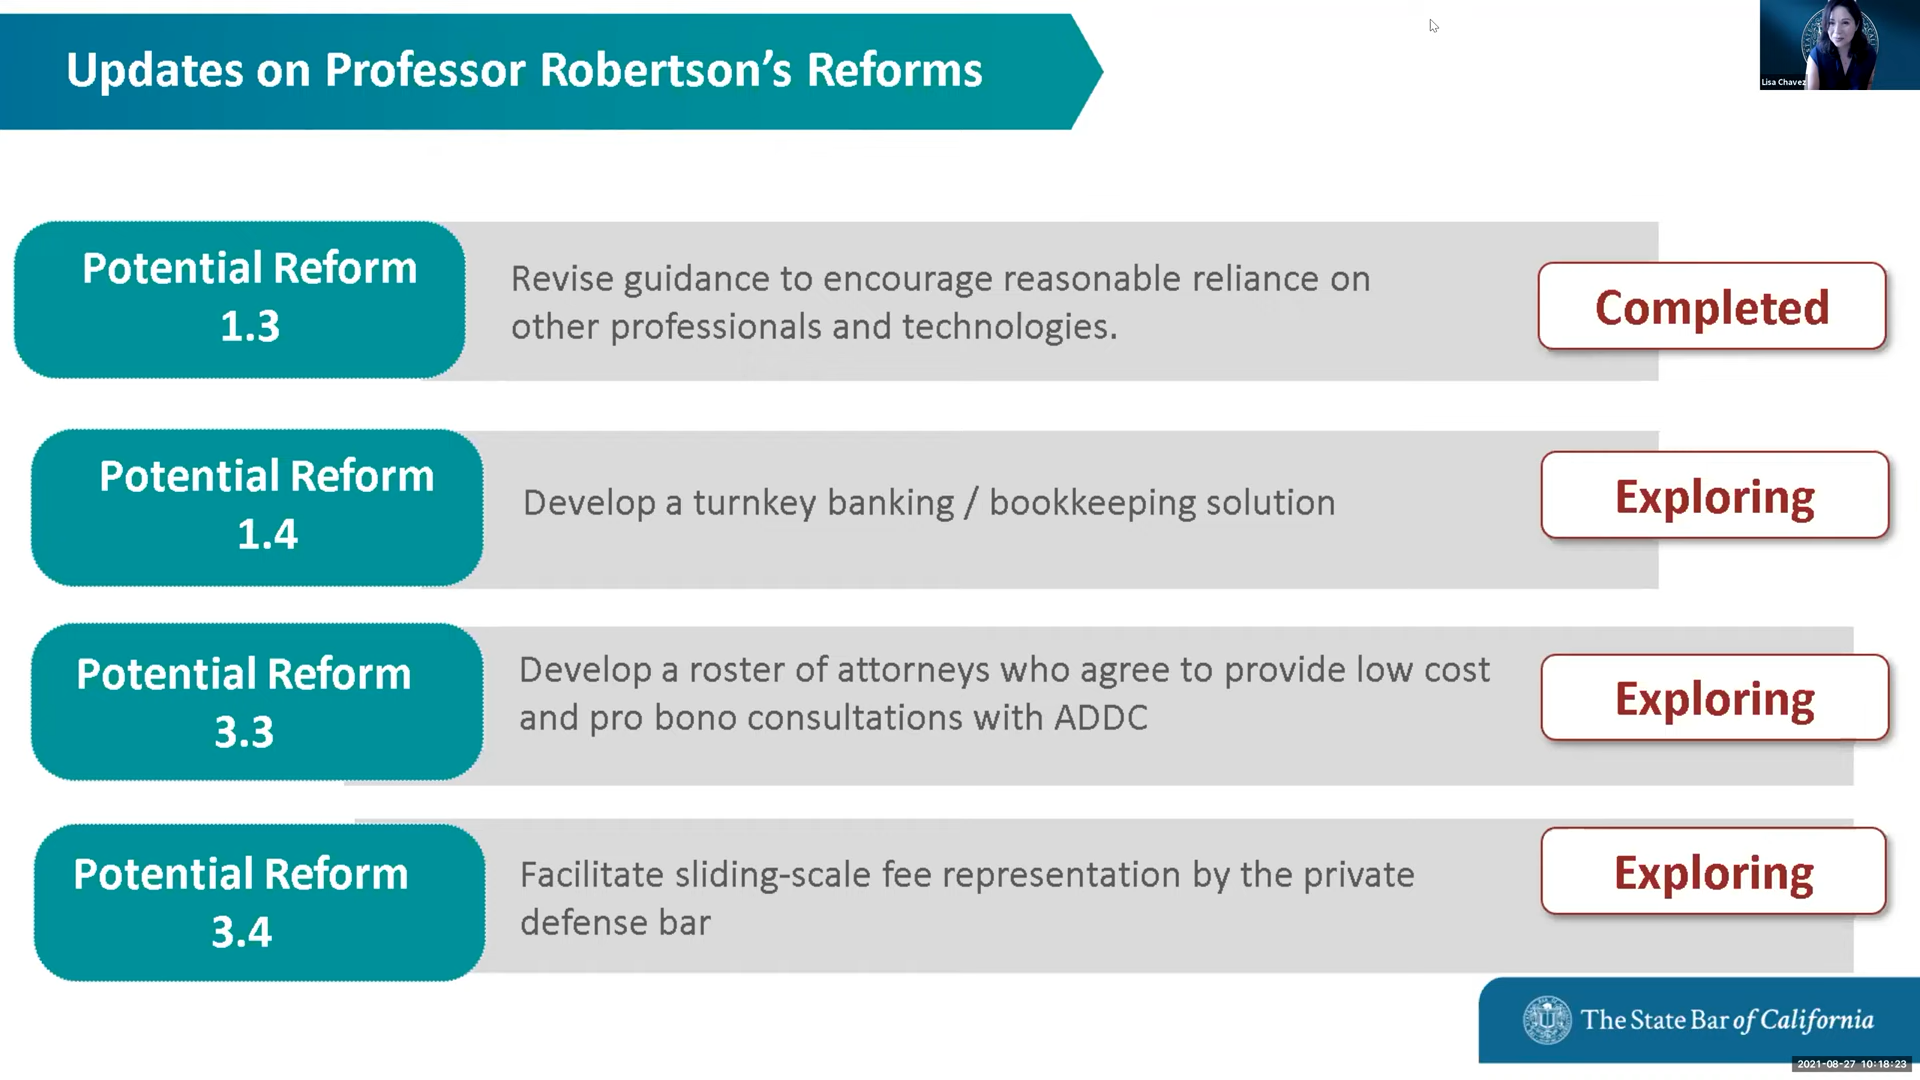 Updates on Professor Robertson's Reforms
Lisa Chavez
Potential Reform
1.3
Revise guidance to encourage reasonable reliance on
other professionals and technologies.
Completed
Potential Reform
1.4
Develop a turnkey banking / bookkeeping solution
Exploring
Potential Reform
3.3
Develop a roster of attorneys who agree to provide low cost
and pro bono consultations with ADDC
Exploring
Potential Reform
3.4
Facilitate sliding-scale fee representation by the private
defense bar
Exploring
The State Bar of California
2021-08-27 10:18:23